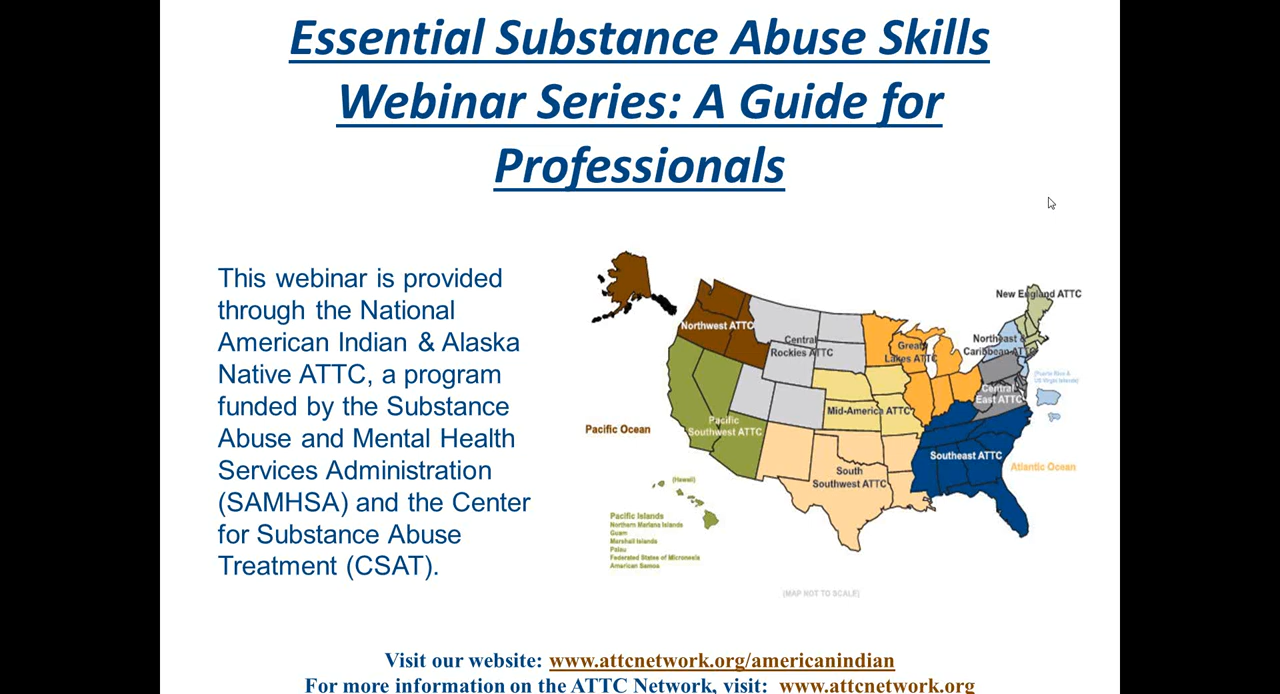 Essential Substance Abuse Skills
Webinar Series: A Guide for
Professionals
This webinar is provided
through the National
American Indian & Alaska
Native ATTC, a program
funded by the Substance
Abuse and Mental Health
Services Administration
(SAMHSA) and the Center
for Substance Abuse
Treatment (CSAT).
New England ATTC
Northwest ATTC
Central
Rockies ATTC
Great
Lakes ATTC
Northeast &
Caribbean ATTC
(Puerto Rico &
US Virgin Islands)
Central
East ATTC
Mid-America ATTC
Pacific
Southwest ATTC
Pacific Ocean
Southeast ATTC
Atlantic Ocean
South
Southwest ATTC
(Hawaii)
Pacific Islands
Northern Mariana Islands
Guam
Marshall Islands
Palau
Federated States of Micronesia
American Samoa
(MAP NOT TO SCALE)
Visit our website: www.attcnetwork.org/americanindian
For more information on the ATTC Network, visit: www.attcnetwork.org